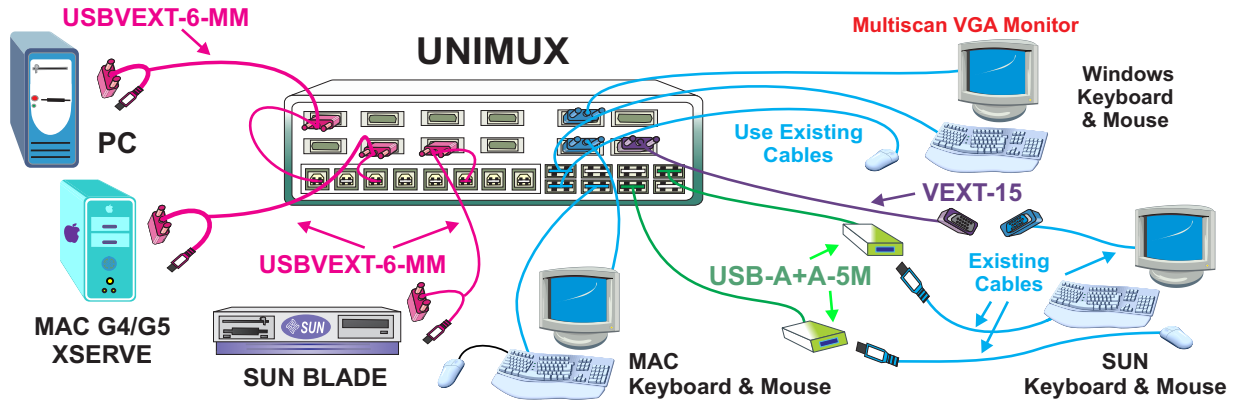 USBVEXT-6-MM
UNIMUX
Multiscan VGA Monitor
Windows
Keyboard
& Mouse
PC
Use Existing
Cables
VEXT-15
USBVEXT-6-MM
USB-A+A-5M
Existing
Cables
MAC G4/G5
XSERVE
SUN
SUN BLADE
MAC
Keyboard & Mouse
SUN
Keyboard & Mouse